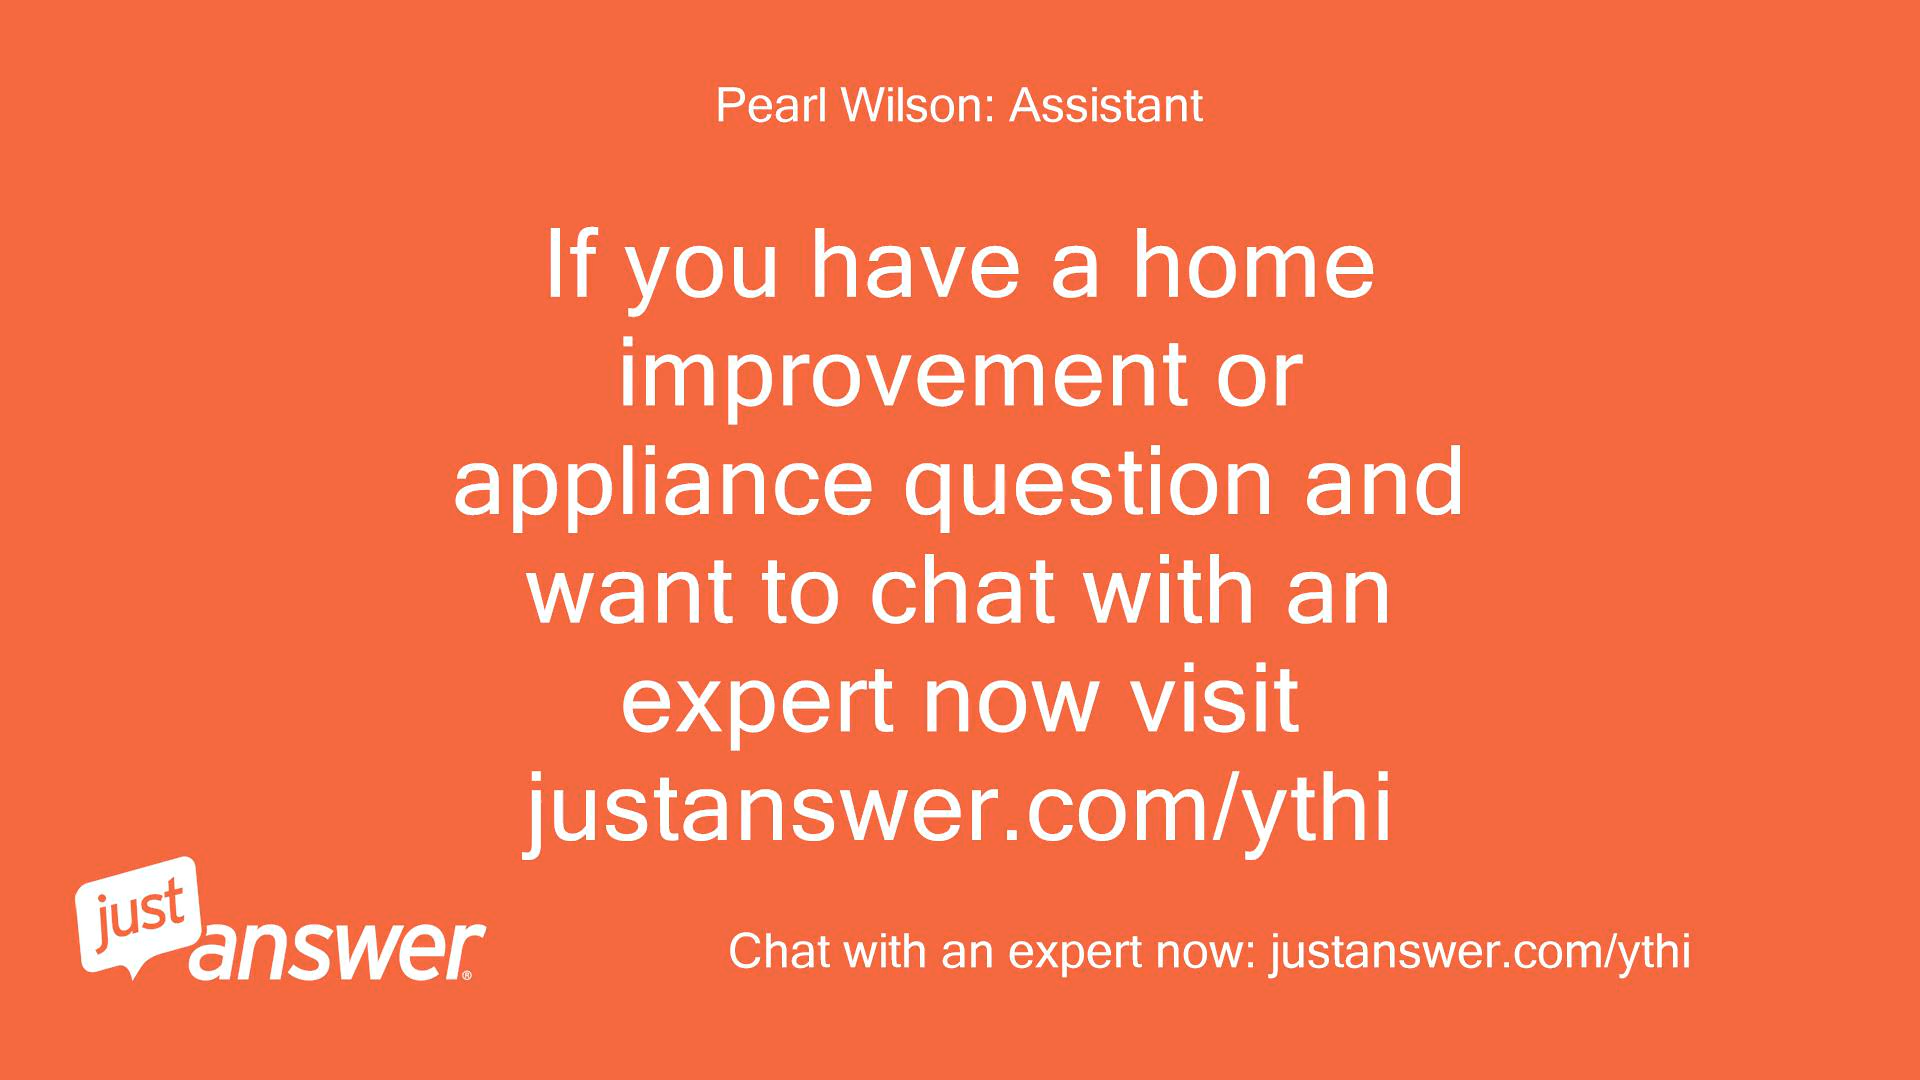 Pearl Wilson: Assistant
If you have a home
improvement or
appliance question and
want to chat with an
expert now visit
justanswer.com/ythi
just
answer®
Chat with an expert now: justanswer.com/ythi